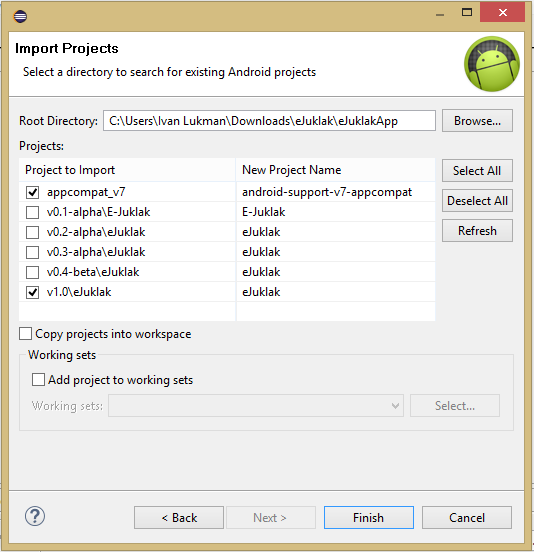 Import Projects
Select a directory to search for existing Android projects
Root Directory: C:\Users\Ivan Lukman\Downloads\eJuklak\eJuklakApp Browse...
Projects:
Project to Import New Project Name Select All
appcompat_v7 android-support-v7-appcompat
v0.1-alpha\E-Juklak E-Juklak Deselect All
v0.2-alpha\eJuklak eJuklak Refresh
v0.3-alpha\eJuklak eJuklak
v0.4-beta\eJuklak eJuklak
v1.0\eJuklak eJuklak
Copy projects into workspace
Working sets
Add project to working sets
Working sets: Select...
? < Back Next > Finish Cancel